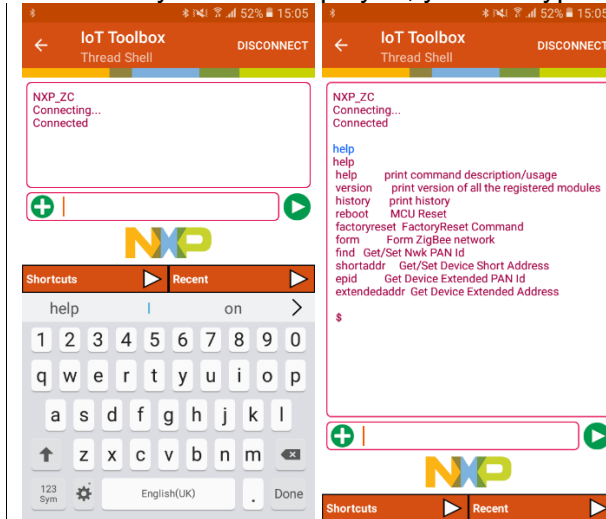 52% 15:05
IoT Toolbox
Thread Shell
DISCONNECT
NXP_ZC
Connecting...
Connected
NXP
Shortcuts
Recent
help I on
1 2 3 4 5 6 7 8 9 0
q w e r t y u i o p
a s d f g h j k l
z x c v b n m
123
Sym
English(UK)
.
Done
52% 15:05
IoT Toolbox
Thread Shell
DISCONNECT
NXP_ZC
Connecting...
Connected
help
help
help print command description/usage
version print version of all the registered modules
history print history
reboot MCU Reset
factoryreset FactoryReset Command
form Form ZigBee network
find Get/Set Nwk PAN Id
shortaddr Get/Set Device Short Address
epid Get Device Extended PAN Id
extendedaddr Get Device Extended Address
$
NXP
Shortcuts
Recent